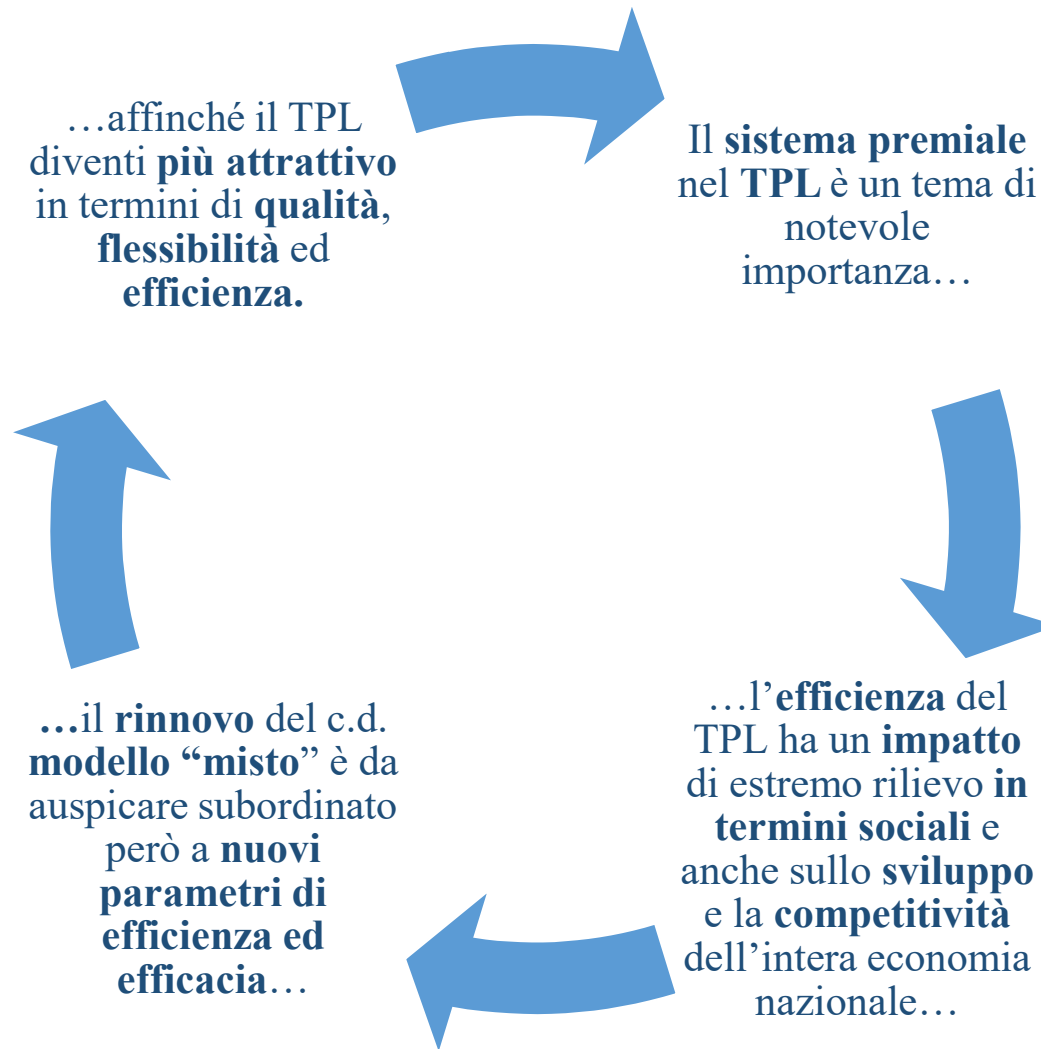 …affinché il TPL
diventi più attrattivo
in termini di qualità,
flessibilità ed
efficienza.
Il sistema premiale
nel TPL è un tema di
notevole
importanza…
…l’efficienza del
TPL ha un impatto
di estremo rilievo in
termini sociali e
anche sullo sviluppo
e la competitività
dell’intera economia
nazionale…
…il rinnovo del c.d.
modello “misto” è da
auspicare subordinato
però a nuovi
parametri di
efficienza ed
efficacia…